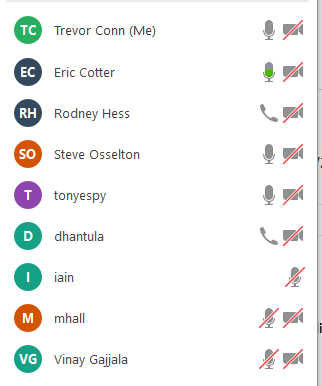 TC Trevor Conn (Me)
EC Eric Cotter
RH Rodney Hess
SO Steve Osselton
T tonyespy
D dhantula
I iain
M mhall
VG Vinay Gajjala